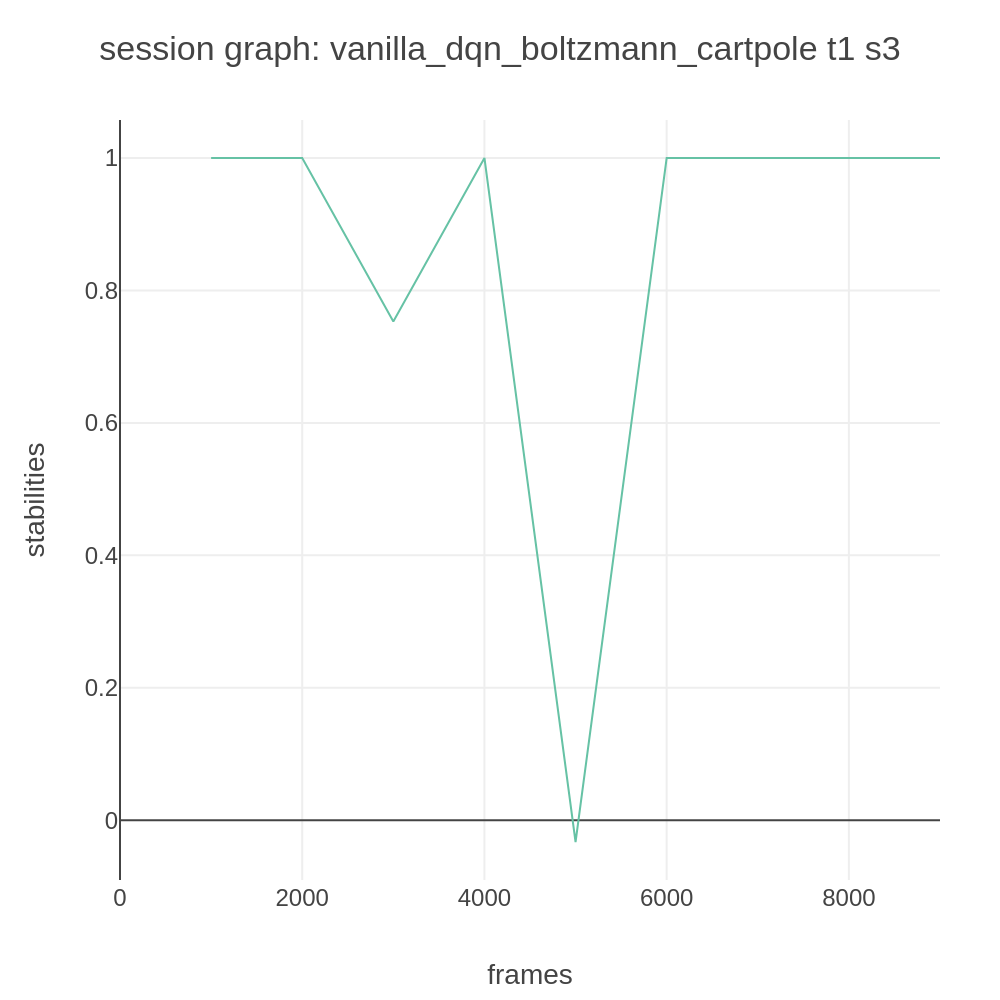 session graph: vanilla_dqn_boltzmann_cartpole t1 s3
1
0.8
0.6
0.4
0.2
0
stabilities
0 2000 4000 6000 8000
frames